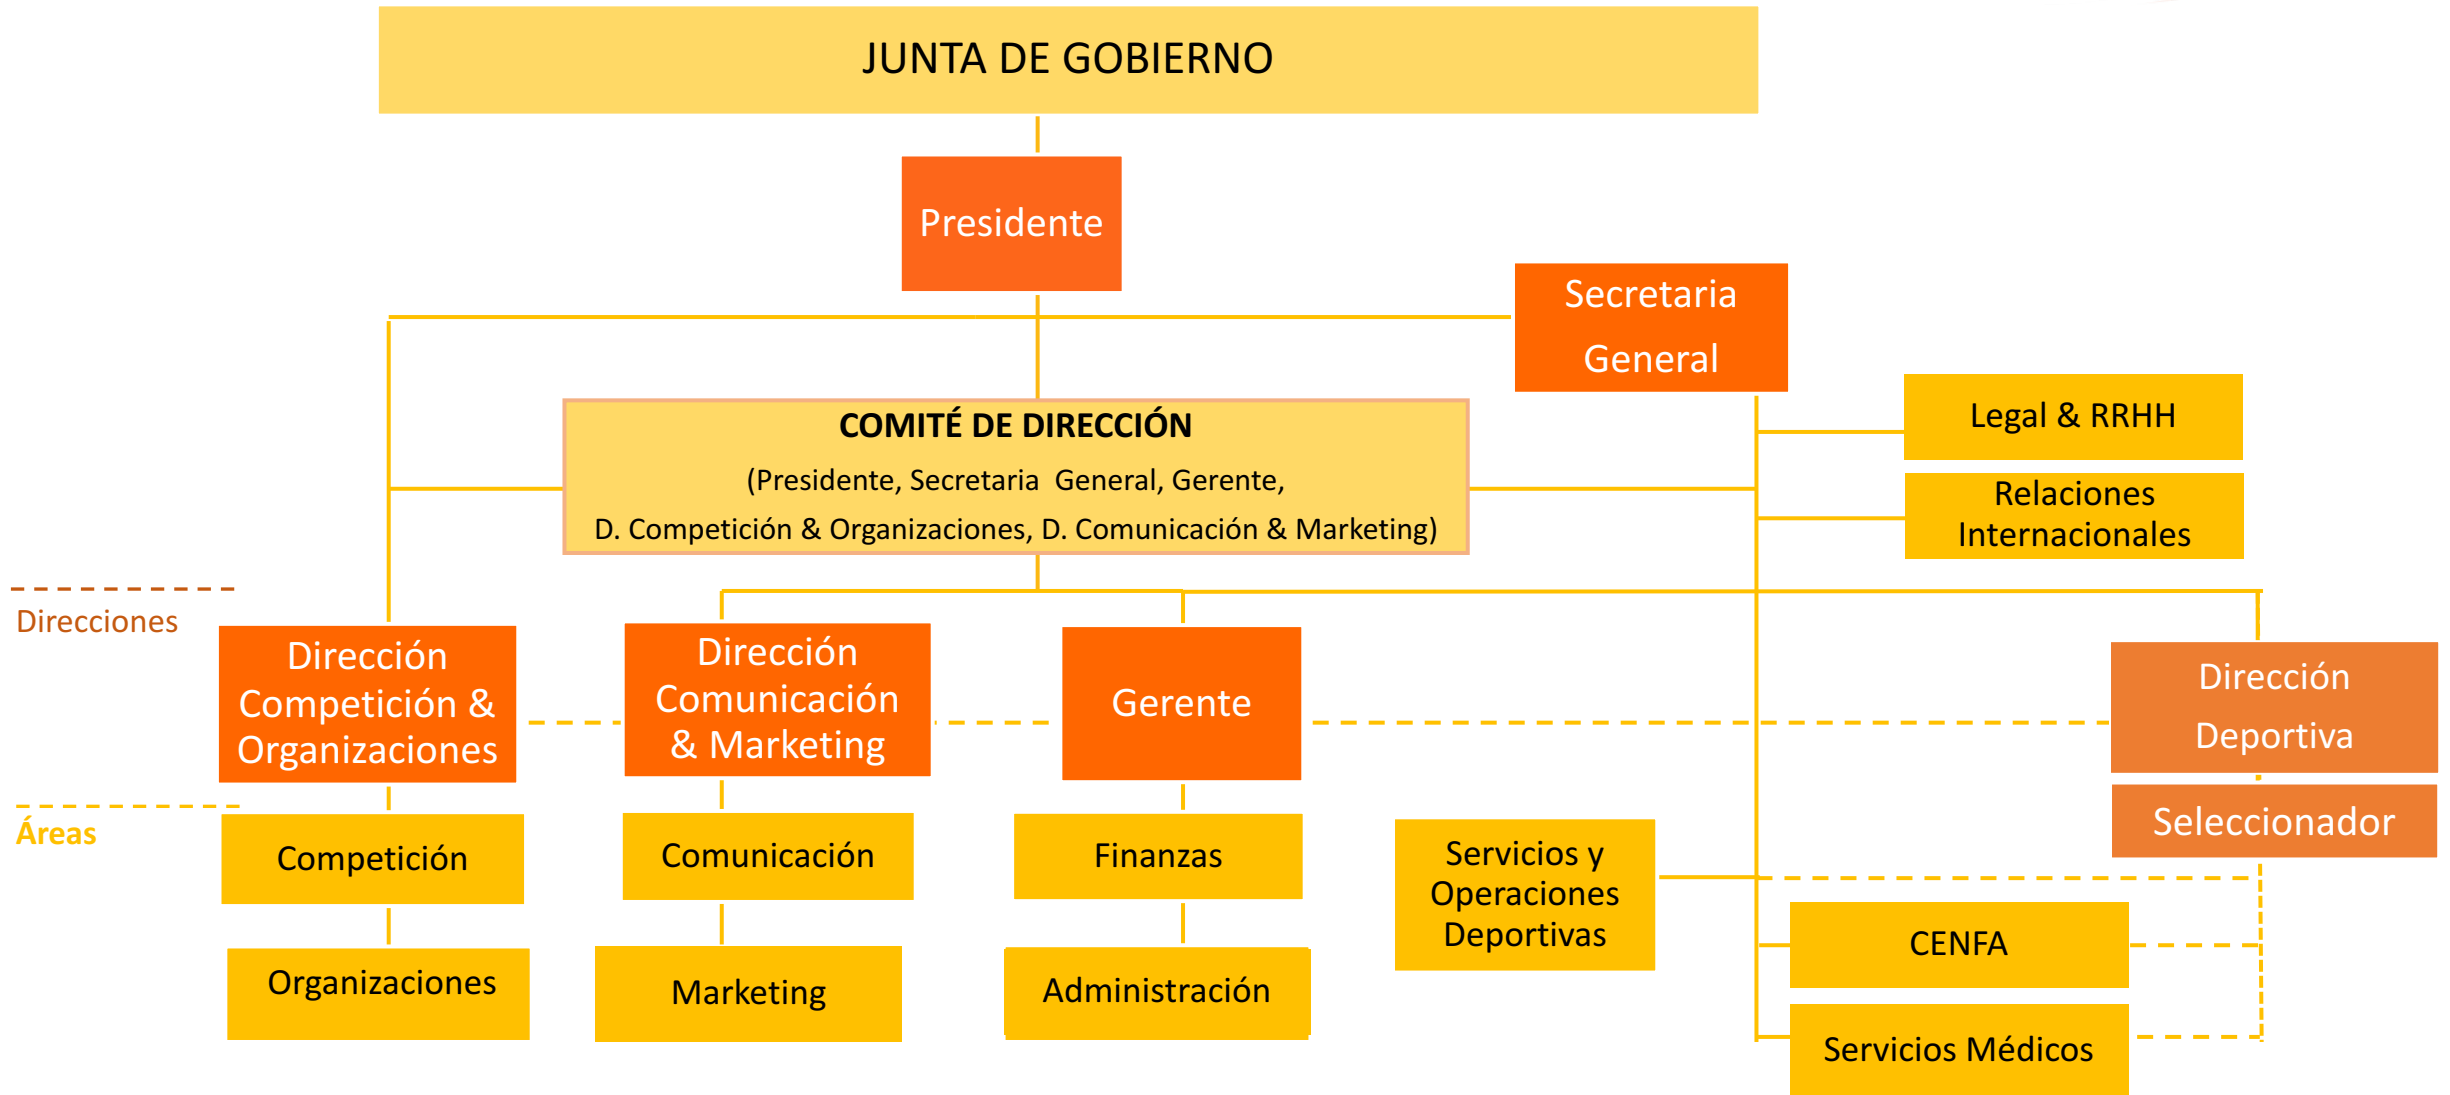 JUNTA DE GOBIERNO
Presidente
Secretaria
General
COMITÉ DE DIRECCIÓN
(Presidente, Secretaria General, Gerente,
D. Competición & Organizaciones, D. Comunicación & Marketing)
Legal & RRHH
Relaciones
Internacionales
Direcciones
Dirección
Competición &
Organizaciones
Dirección
Comunicación
& Marketing
Gerente
Dirección
Deportiva
Seleccionador
Áreas
Competición
Comunicación
Finanzas
Servicios y
Operaciones
Deportivas
CENFA
Organizaciones
Marketing
Administración
Servicios Médicos